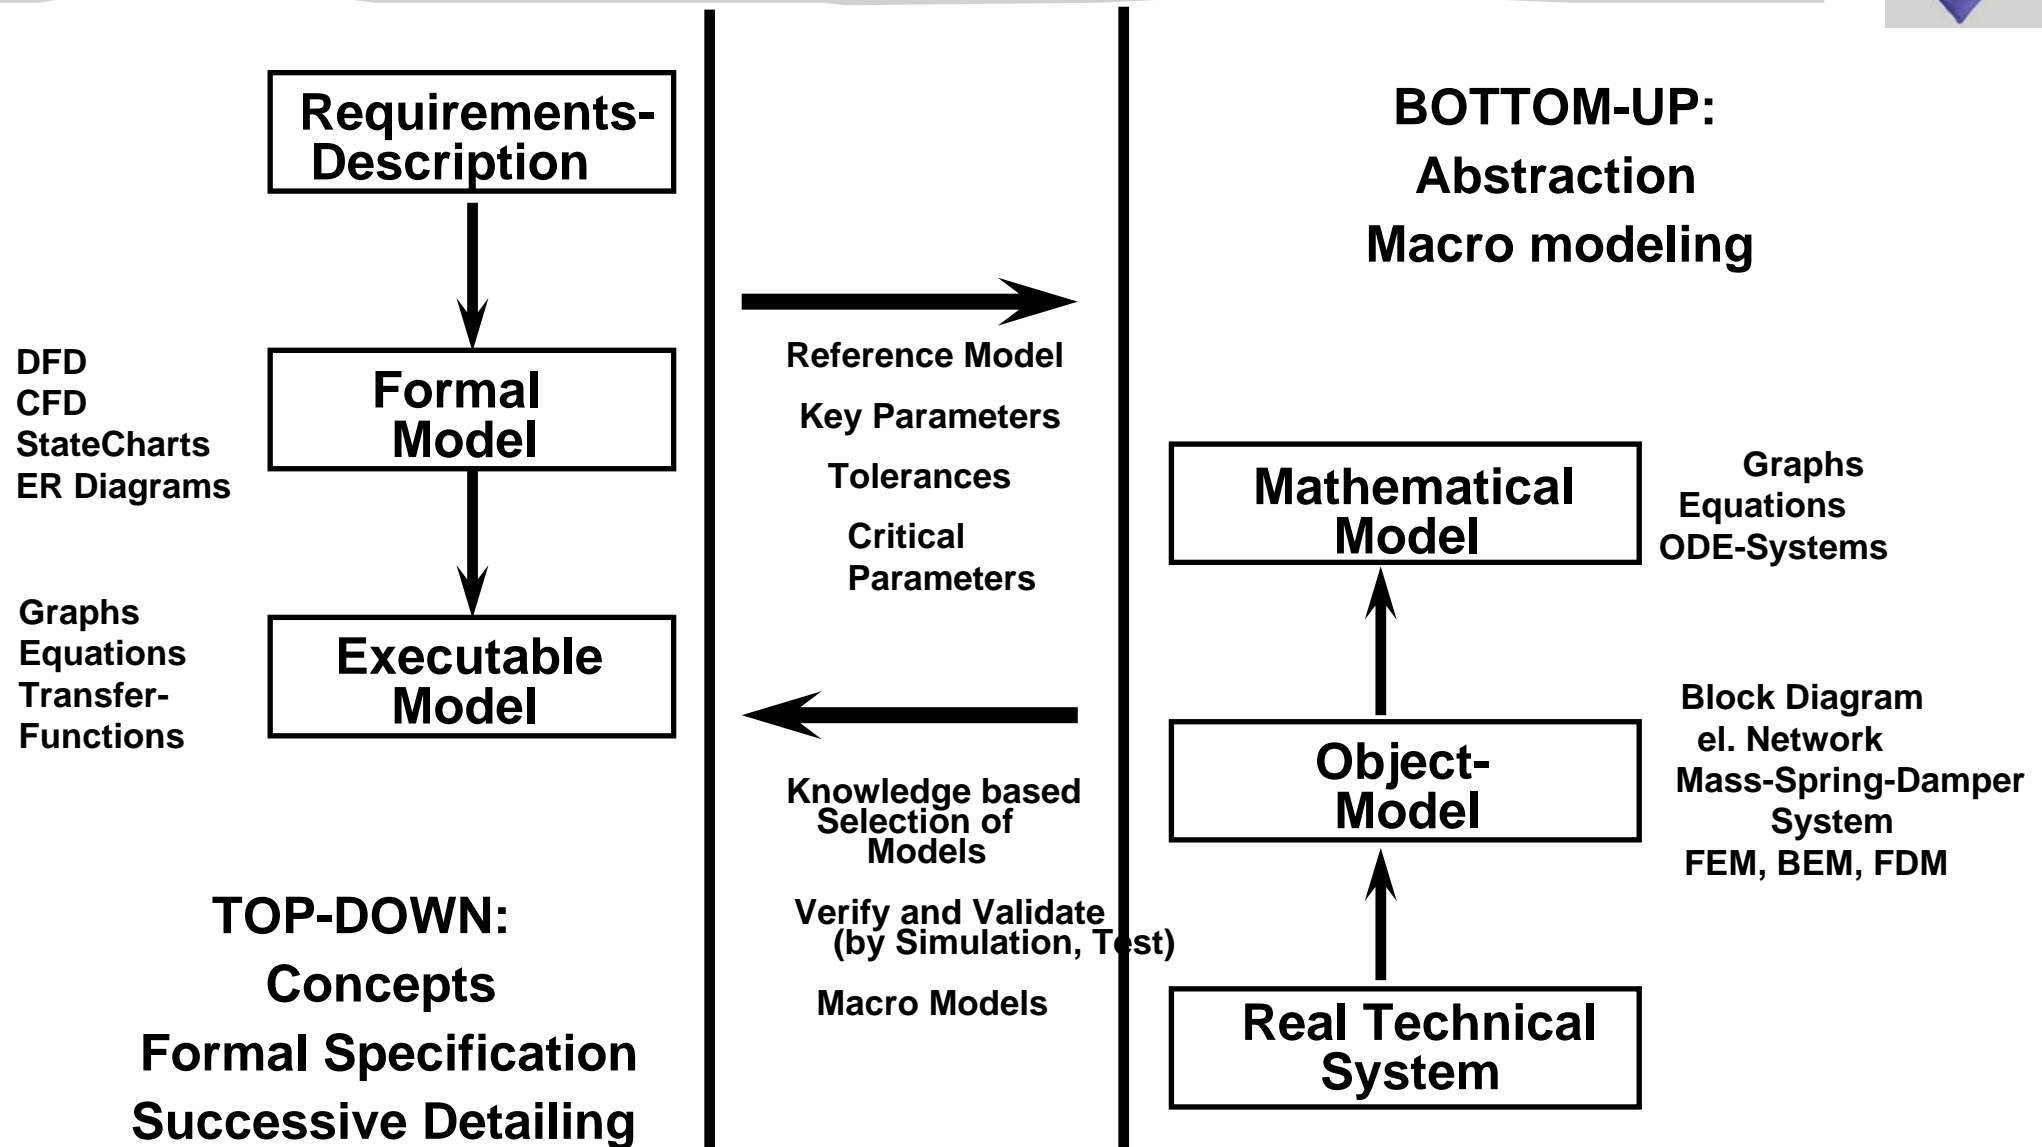 Requirements-
Description
DFD
CFD
StateCharts
ER Diagrams
Formal
Model
Graphs
Equations
Transfer-
Functions
Executable
Model
TOP-DOWN:
Concepts
Formal Specification
Successive Detailing
Reference Model
Key Parameters
Tolerances
Critical
Parameters
Knowledge based
Selection of
Models
Verify and Validate
(by Simulation, Test)
Macro Models
BOTTOM-UP:
Abstraction
Macro modeling
Mathematical
Model
Graphs
Equations
ODE-Systems
Object-
Model
Block Diagram
el. Network
Mass-Spring-Damper
System
FEM, BEM, FDM
Real Technical
System